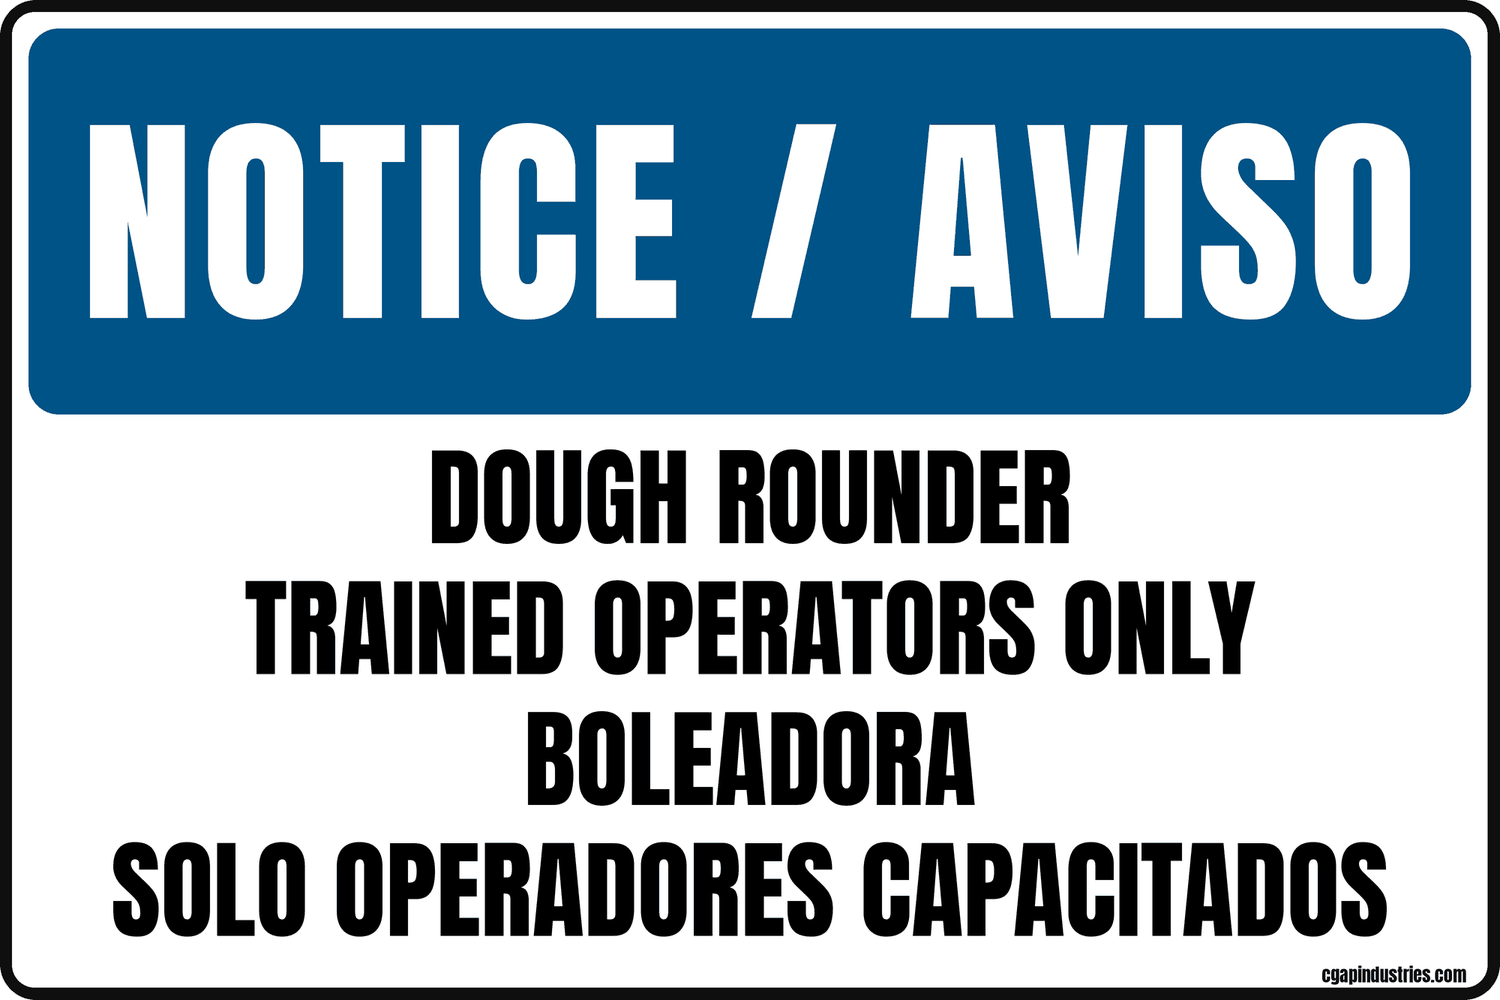 NOTICE / AVISO
DOUGH ROUNDER
TRAINED OPERATORS ONLY
BOLEADORA
SOLO OPERADORES CAPACITADOS
cgapindustries.com